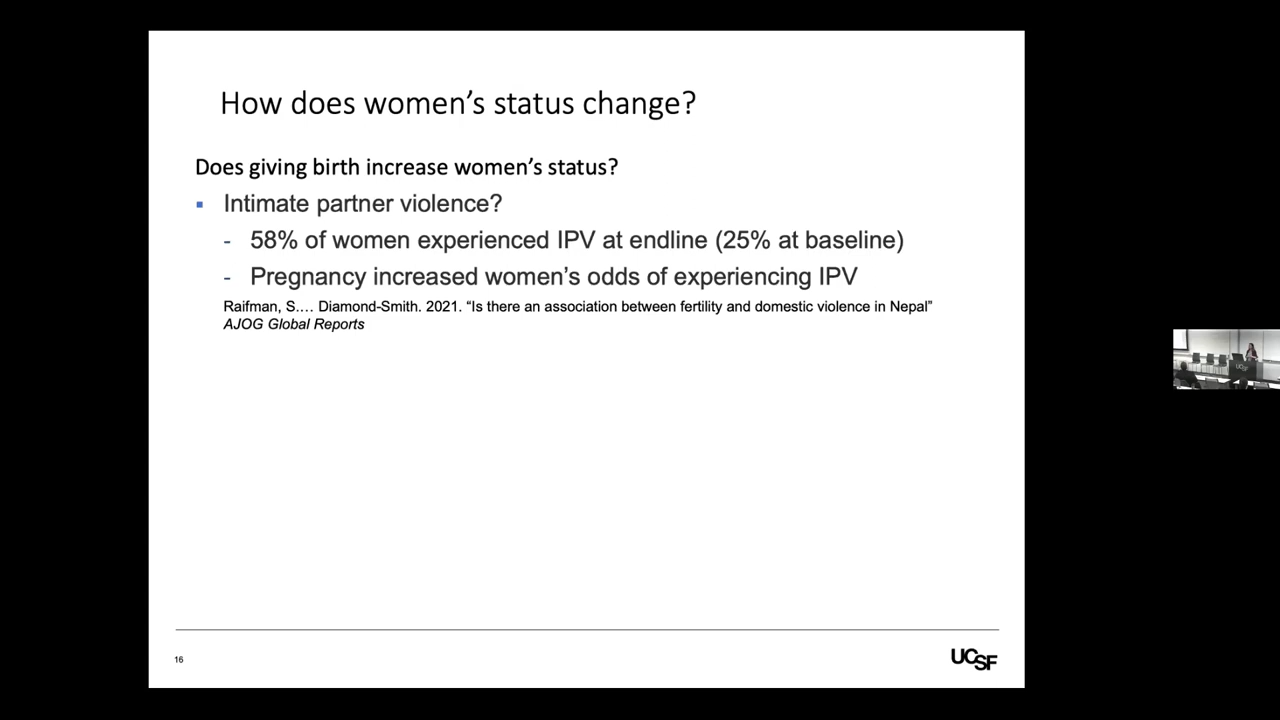 How does women's status change?
Does giving birth increase women's status?
▪ Intimate partner violence?
- 58% of women experienced IPV at endline (25% at baseline)
- Pregnancy increased women's odds of experiencing IPV
Raifman, S.… Diamond-Smith. 2021. “Is there an association between fertility and domestic violence in Nepal”
AJOG Global Reports
16
UCSF
UCSF